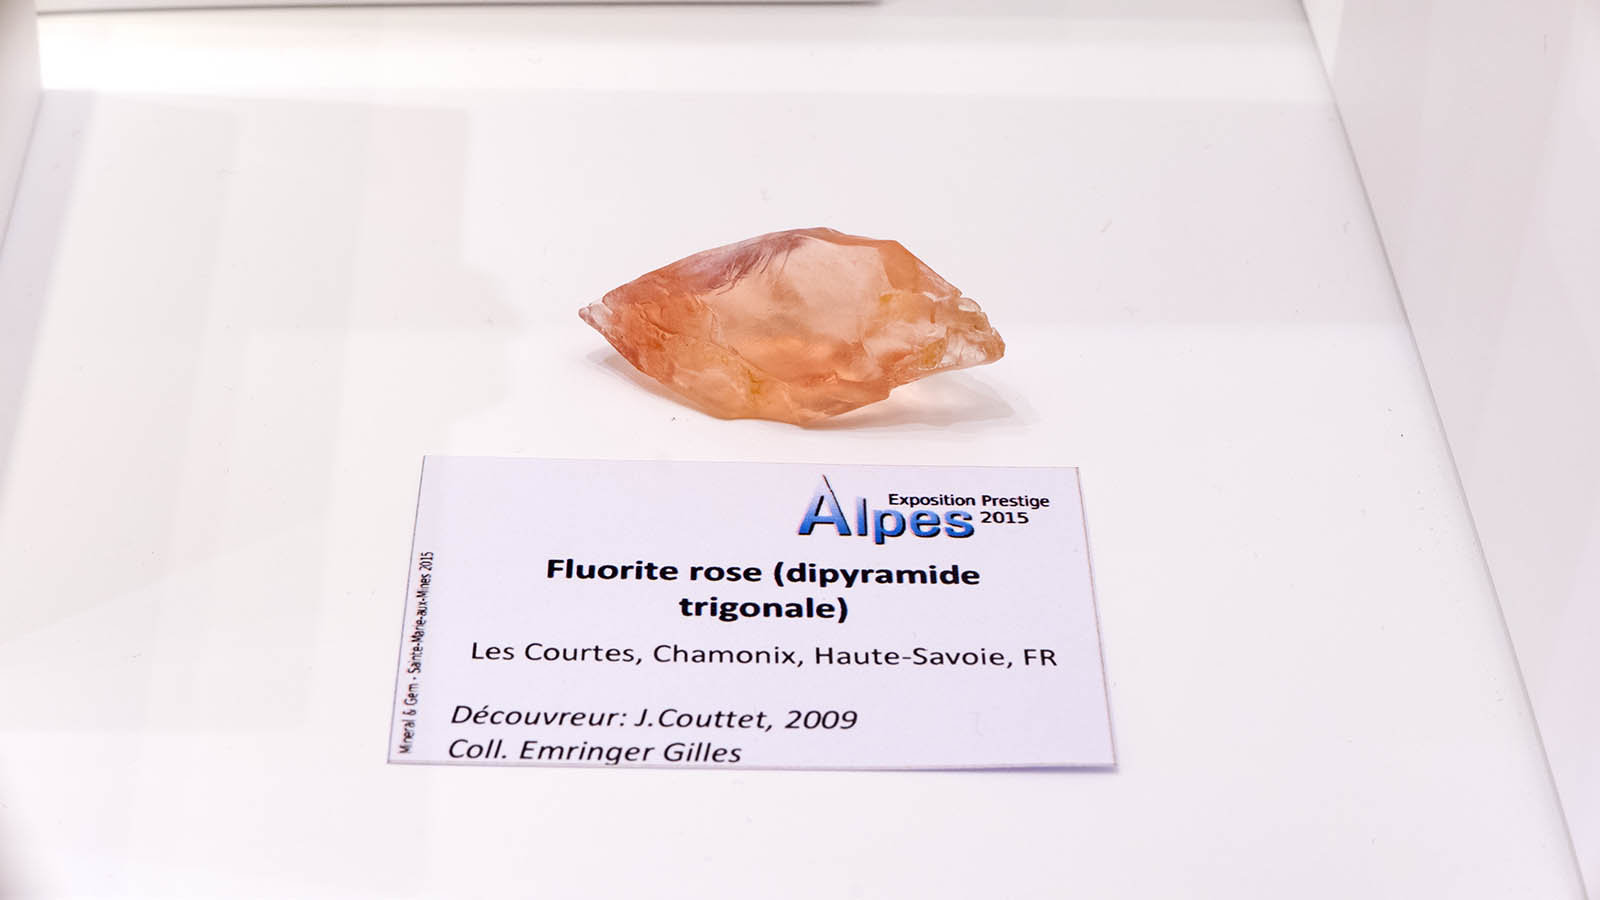 Alpes
Exposition Prestige
2015
Fluorite rose (dipyramide
trigonale)
Les Courtes, Chamonix, Haute-Savoie, FR
Découvreur: J.Couttet, 2009
Coll. Emringer Gilles
Mineral & Gem - Sainte-Marie-aux-Mines 2015